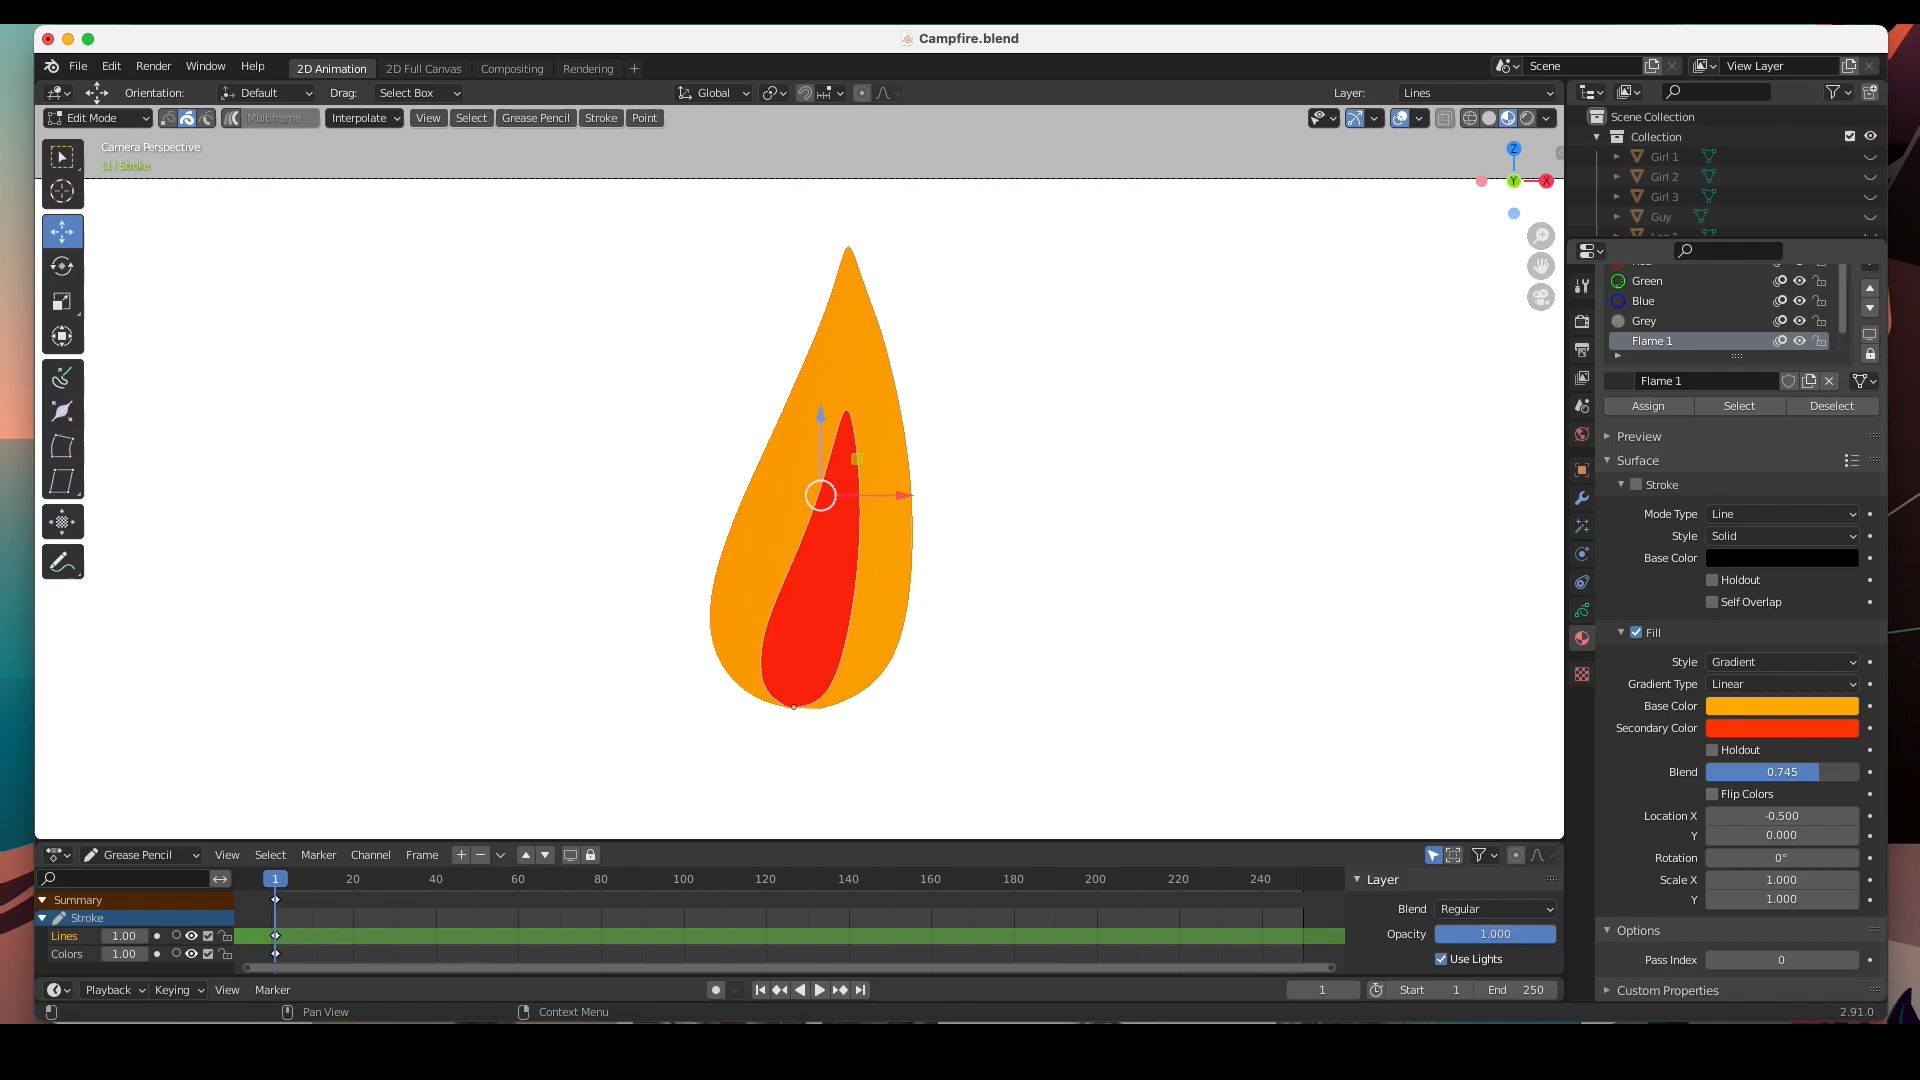 Campfire.blend
File Edit Render Window Help 2D Animation 2D Full Canvas Compositing Rendering + Scene View Layer
Orientation: Default Drag: Select Box Global Layer: Lines
Edit Mode Multiframe Interpolate View Select Grease Pencil Stroke Point
Camera Perspective
(1) Stroke
Z
Y
X
Scene Collection
Collection
Girl 1
Girl 2
Girl 3
Guy
Green
Blue
Grey
Flame 1
Flame 1
Assign Select Deselect
Preview
Surface
Stroke
Mode Type Line
Style Solid
Base Color
Holdout
Self Overlap
Fill
Style Gradient
Gradient Type Linear
Base Color
Secondary Color
Holdout
Blend 0.745
Flip Colors
Location X -0.500
Y 0.000
Rotation 0°
Scale X 1.000
Y 1.000
Options
Pass Index 0
Custom Properties
Grease Pencil View Select Marker Channel Frame
1 20 40 60 80 100 120 140 160 180 200 220 240
Summary
Stroke
Lines 1.00
Colors 1.00
Layer
Blend Regular
Opacity 1.000
Use Lights
Playback Keying View Marker 1 Start 1 End 250
Pan View Context Menu 2.91.0